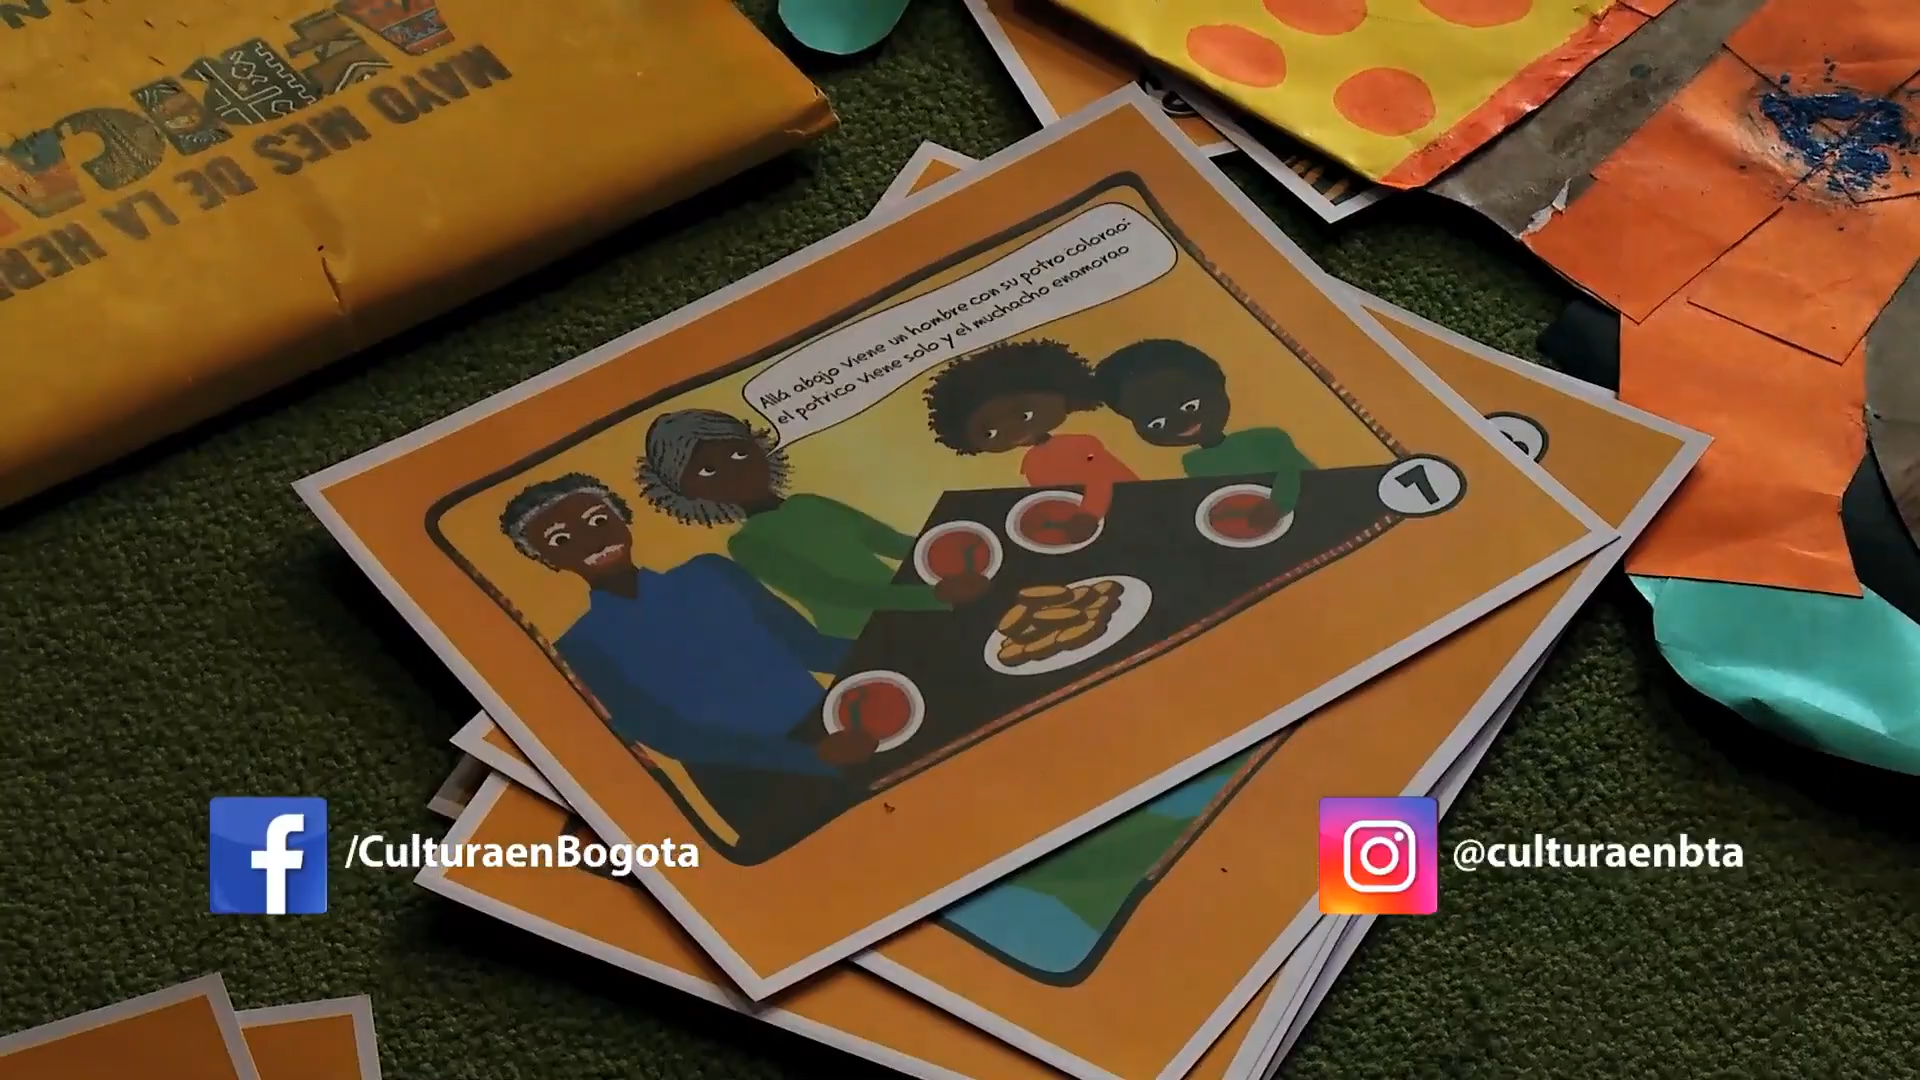 MAYO MES DE LA HER
Allá abajo viene un hombre con su potro colorao:
el potrico viene solo y el muchacho enamorao
7
/CulturaenBogota
@culturaenbta